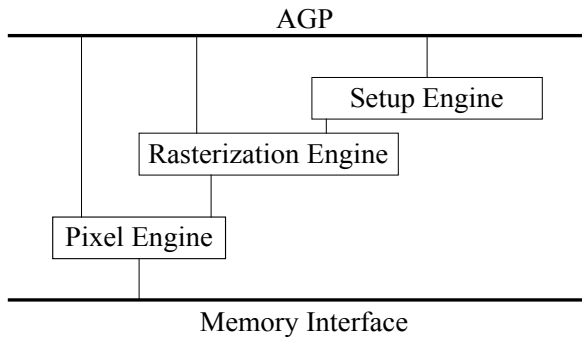 AGP
Setup Engine
Rasterization Engine
Pixel Engine
Memory Interface